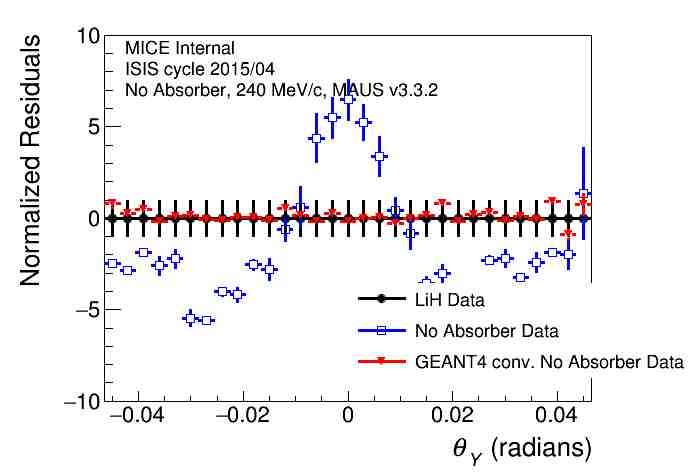 MICE Internal
ISIS cycle 2015/04
No Absorber, 240 MeV/c, MAUS v3.3.2
Normalized Residuals
10
5
0
−5
−10
−0.04 −0.02 0 0.02 0.04
θY (radians)
LiH Data
No Absorber Data
GEANT4 conv. No Absorber Data